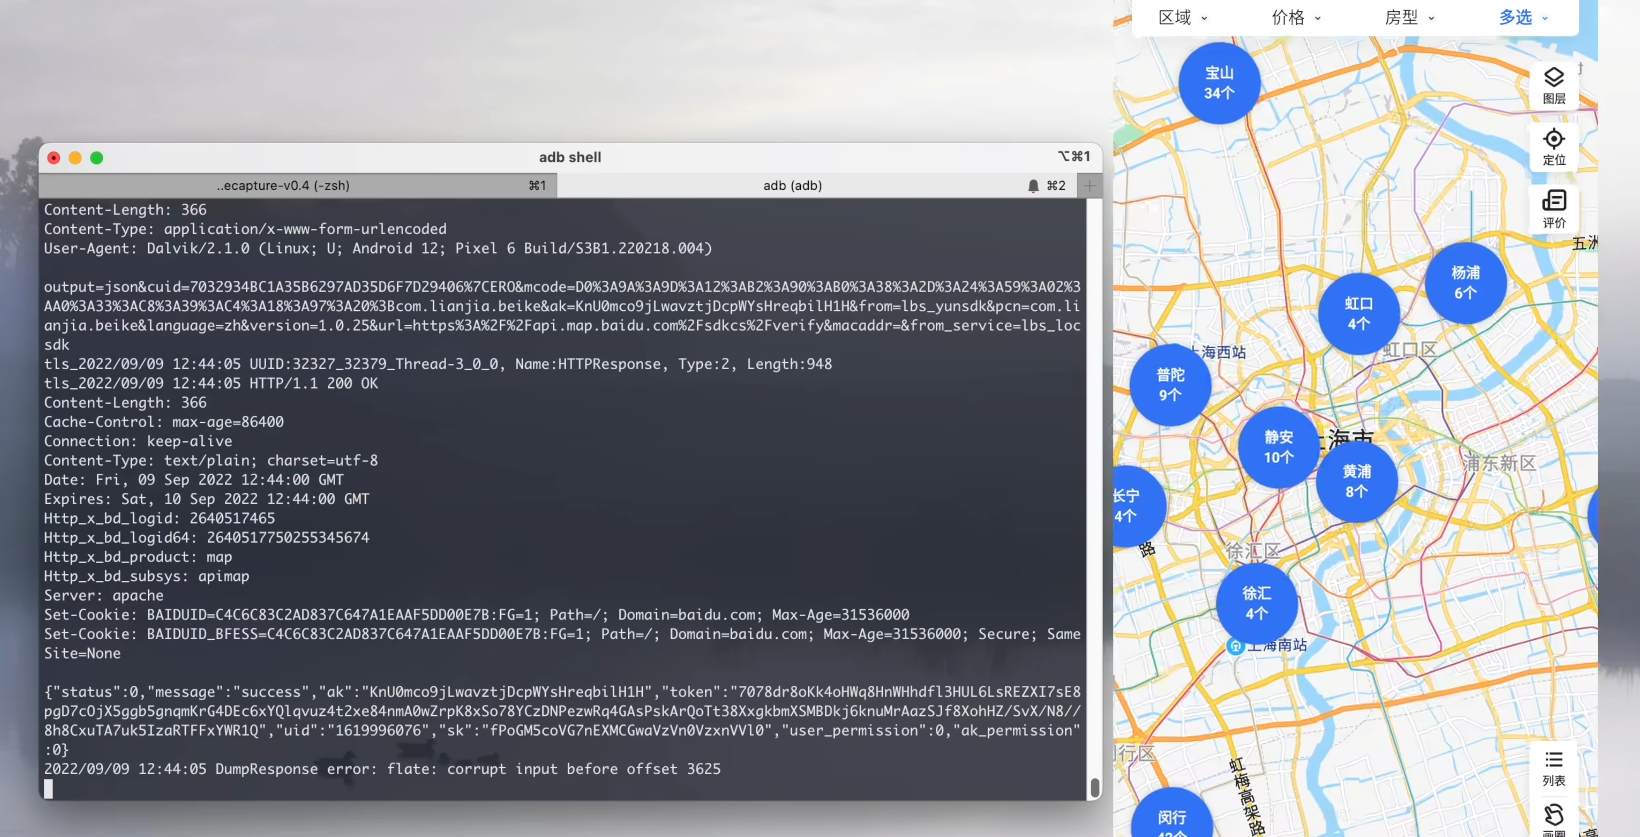 adb shell
⌥⌘1
..ecapture-v0.4 (-zsh)
⌘1
adb (adb)
⌘2
Content-Length: 366
Content-Type: application/x-www-form-urlencoded
User-Agent: Dalvik/2.1.0 (Linux; U; Android 12; Pixel 6 Build/S3B1.220218.004)
output=json&cuid=7032934BC1A35B6297AD35D6F7D29406%7CERO&mcode=D0%3A9A%3A9D%3A12%3AB2%3A90%3AB0%3A38%3A2D%3A24%3A59%3A02%3
AA0%3A33%3AC8%3A39%3AC4%3A18%3A97%3A20%3Bcom.lianjia.beike&ak=KnU0mco9jLwavztjDcpWYsHreqbilH1H&from=lbs_yunsdk&pcn=com.li
anjia.beike&language=zh&version=1.0.25&url=https%3A%2F%2Fapi.map.baidu.com%2Fsdkcs%2Fverify&macaddr=&from_service=lbs_loc
sdk
tls_2022/09/09 12:44:05 UUID:32327_32379_Thread-3_0_0, Name:HTTPResponse, Type:2, Length:948
tls_2022/09/09 12:44:05 HTTP/1.1 200 OK
Content-Length: 366
Cache-Control: max-age=86400
Connection: keep-alive
Content-Type: text/plain; charset=utf-8
Date: Fri, 09 Sep 2022 12:44:00 GMT
Expires: Sat, 10 Sep 2022 12:44:00 GMT
Http_x_bd_logid: 2640517465
Http_x_bd_logid64: 2640517750255345674
Http_x_bd_product: map
Http_x_bd_subsys: apimap
Server: apache
Set-Cookie: BAIDUID=C4C6C83C2AD837C647A1EAAF5DD00E7B:FG=1; Path=/; Domain=baidu.com; Max-Age=31536000
Set-Cookie: BAIDUID_BFESS=C4C6C83C2AD837C647A1EAAF5DD00E7B:FG=1; Path=/; Domain=baidu.com; Max-Age=31536000; Secure; Same
Site=None
{"status":0,"message":"success","ak":"KnU0mco9jLwavztjDcpWYsHreqbilH1H","token":"7078dr8oKk4oHWq8HnWHhdfl3HUL6LsREZXI7sE8
pgD7cOjX5ggb5gnqmKrG4DEc6xYQlqvuz4t2xe84nmA0wZrpK8xSo78YCzDNPezwRq4GAsPskArQoTt38XxgkbmXSMBDkj6knuMrAazSJf8XohHZ/SvX/N8//
8h8CxuTA7uk5IzaRTFFxYWR1Q","uid":"1619996076","sk":"fPoGM5coVG7nEXMCGwaVzVn0VzxnVVl0","user_permission":0,"ak_permission"
:0}
2022/09/09 12:44:05 DumpResponse error: flate: corrupt input before offset 3625
区域
价格
房型
多选
宝山
34个
图层
定位
评价
五洲
杨浦
6个
虹口
4个
虹口区
上海西站
普陀
9个
静安
10个
上海市
黄浦
8个
浦东新区
长宁
4个
路
徐汇区
徐汇
4个
上海南站
闵行区
虹梅高架路
列表
闵行